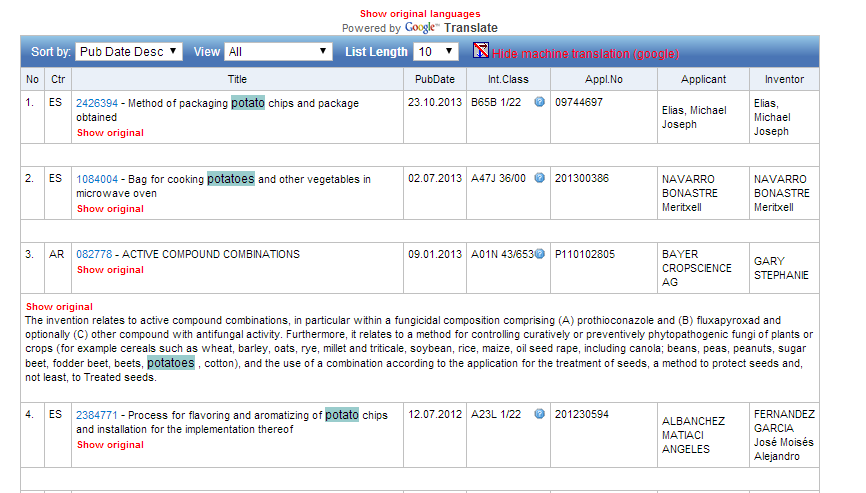 Show original languages
Powered by Google™ Translate
Sort by: Pub Date Desc View All List Length 10 Hide machine translation (google)
No Ctr Title PubDate Int.Class Appl.No Applicant Inventor
1. ES 2426394 - Method of packaging potato chips and package obtained 23.10.2013 B65B 1/22 09744697 Elias, Michael Joseph Elias, Michael Joseph
Show original
2. ES 1084004 - Bag for cooking potatoes and other vegetables in microwave oven 02.07.2013 A47J 36/00 201300386 NAVARRO BONASTRE Meritxell NAVARRO BONASTRE Meritxell
Show original
3. AR 082778 - ACTIVE COMPOUND COMBINATIONS 09.01.2013 A01N 43/653 P110102805 BAYER CROPSCIENCE AG GARY STEPHANIE
Show original
Show original
The invention relates to active compound combinations, in particular within a fungicidal composition comprising (A) prothioconazole and (B) fluxapyroxad and
optionally (C) other compound with antifungal activity. Furthermore, it relates to a method for controlling curatively or preventively phytopathogenic fungi of plants or
crops (for example cereals such as wheat, barley, oats, rye, millet and triticale, soybean, rice, maize, oil seed rape, including canola; beans, peas, peanuts, sugar
beet, fodder beet, beets, potatoes , cotton), and the use of a combination according to the application for the treatment of seeds, a method to protect seeds and,
not least, to Treated seeds.
4. ES 2384771 - Process for flavoring and aromatizing of potato chips and installation for the implementation thereof 12.07.2012 A23L 1/22 201230594 ALBANCHEZ MATIACI ANGELES FERNANDEZ GARCIA José Moisés Alejandro
Show original